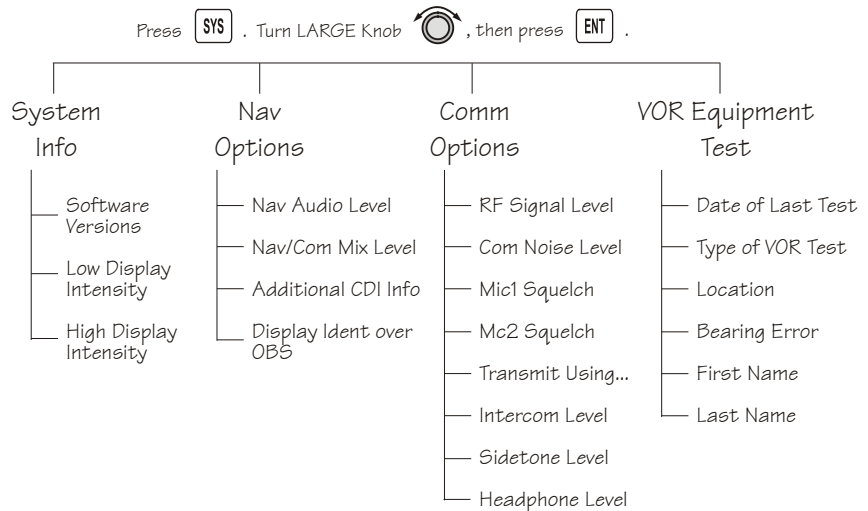 Press SYS . Turn LARGE Knob , then press ENT .
System
Info
Software
Versions
Low Display
Intensity
High Display
Intensity
Nav
Options
Nav Audio Level
Nav/Com Mix Level
Additional CDI Info
Display Ident over
OBS
Comm
Options
RF Signal Level
Com Noise Level
Mic1 Squelch
Mc2 Squelch
Transmit Using...
Intercom Level
Sidetone Level
Headphone Level
VOR Equipment
Test
Date of Last Test
Type of VOR Test
Location
Bearing Error
First Name
Last Name